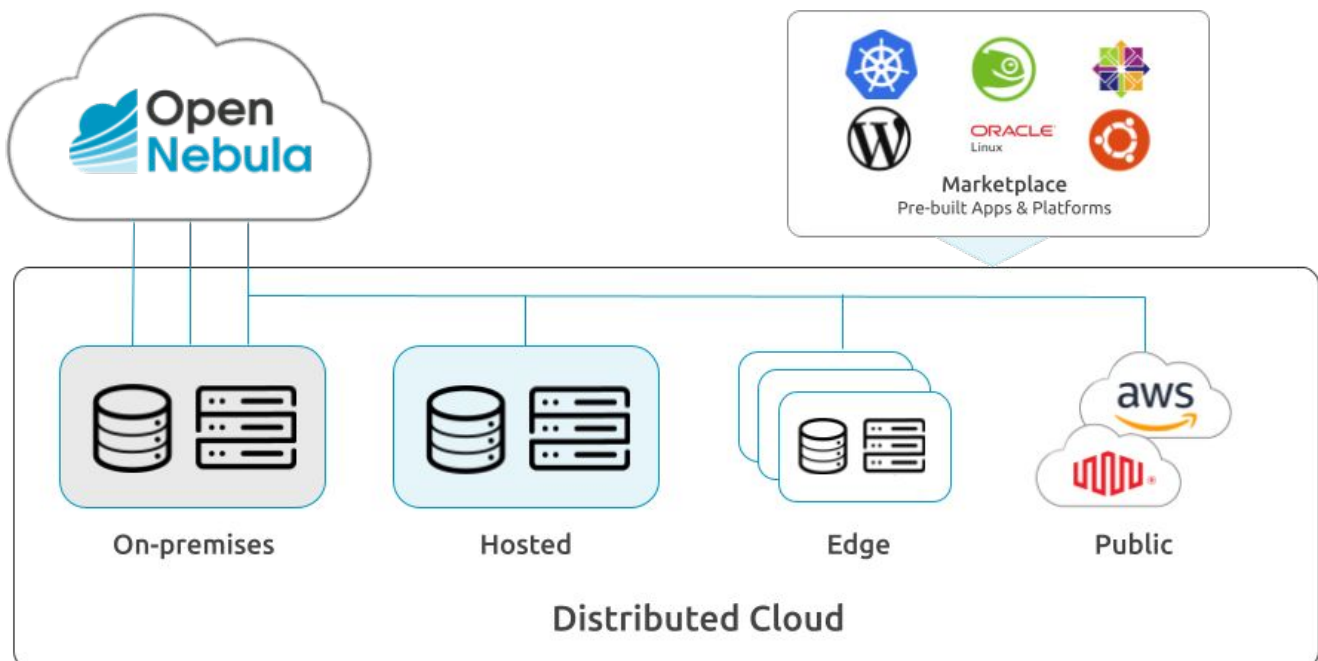 Open
Nebula
ORACLE
Linux
Marketplace
Pre-built Apps & Platforms
aws
On-premises
Hosted
Edge
Public
Distributed Cloud